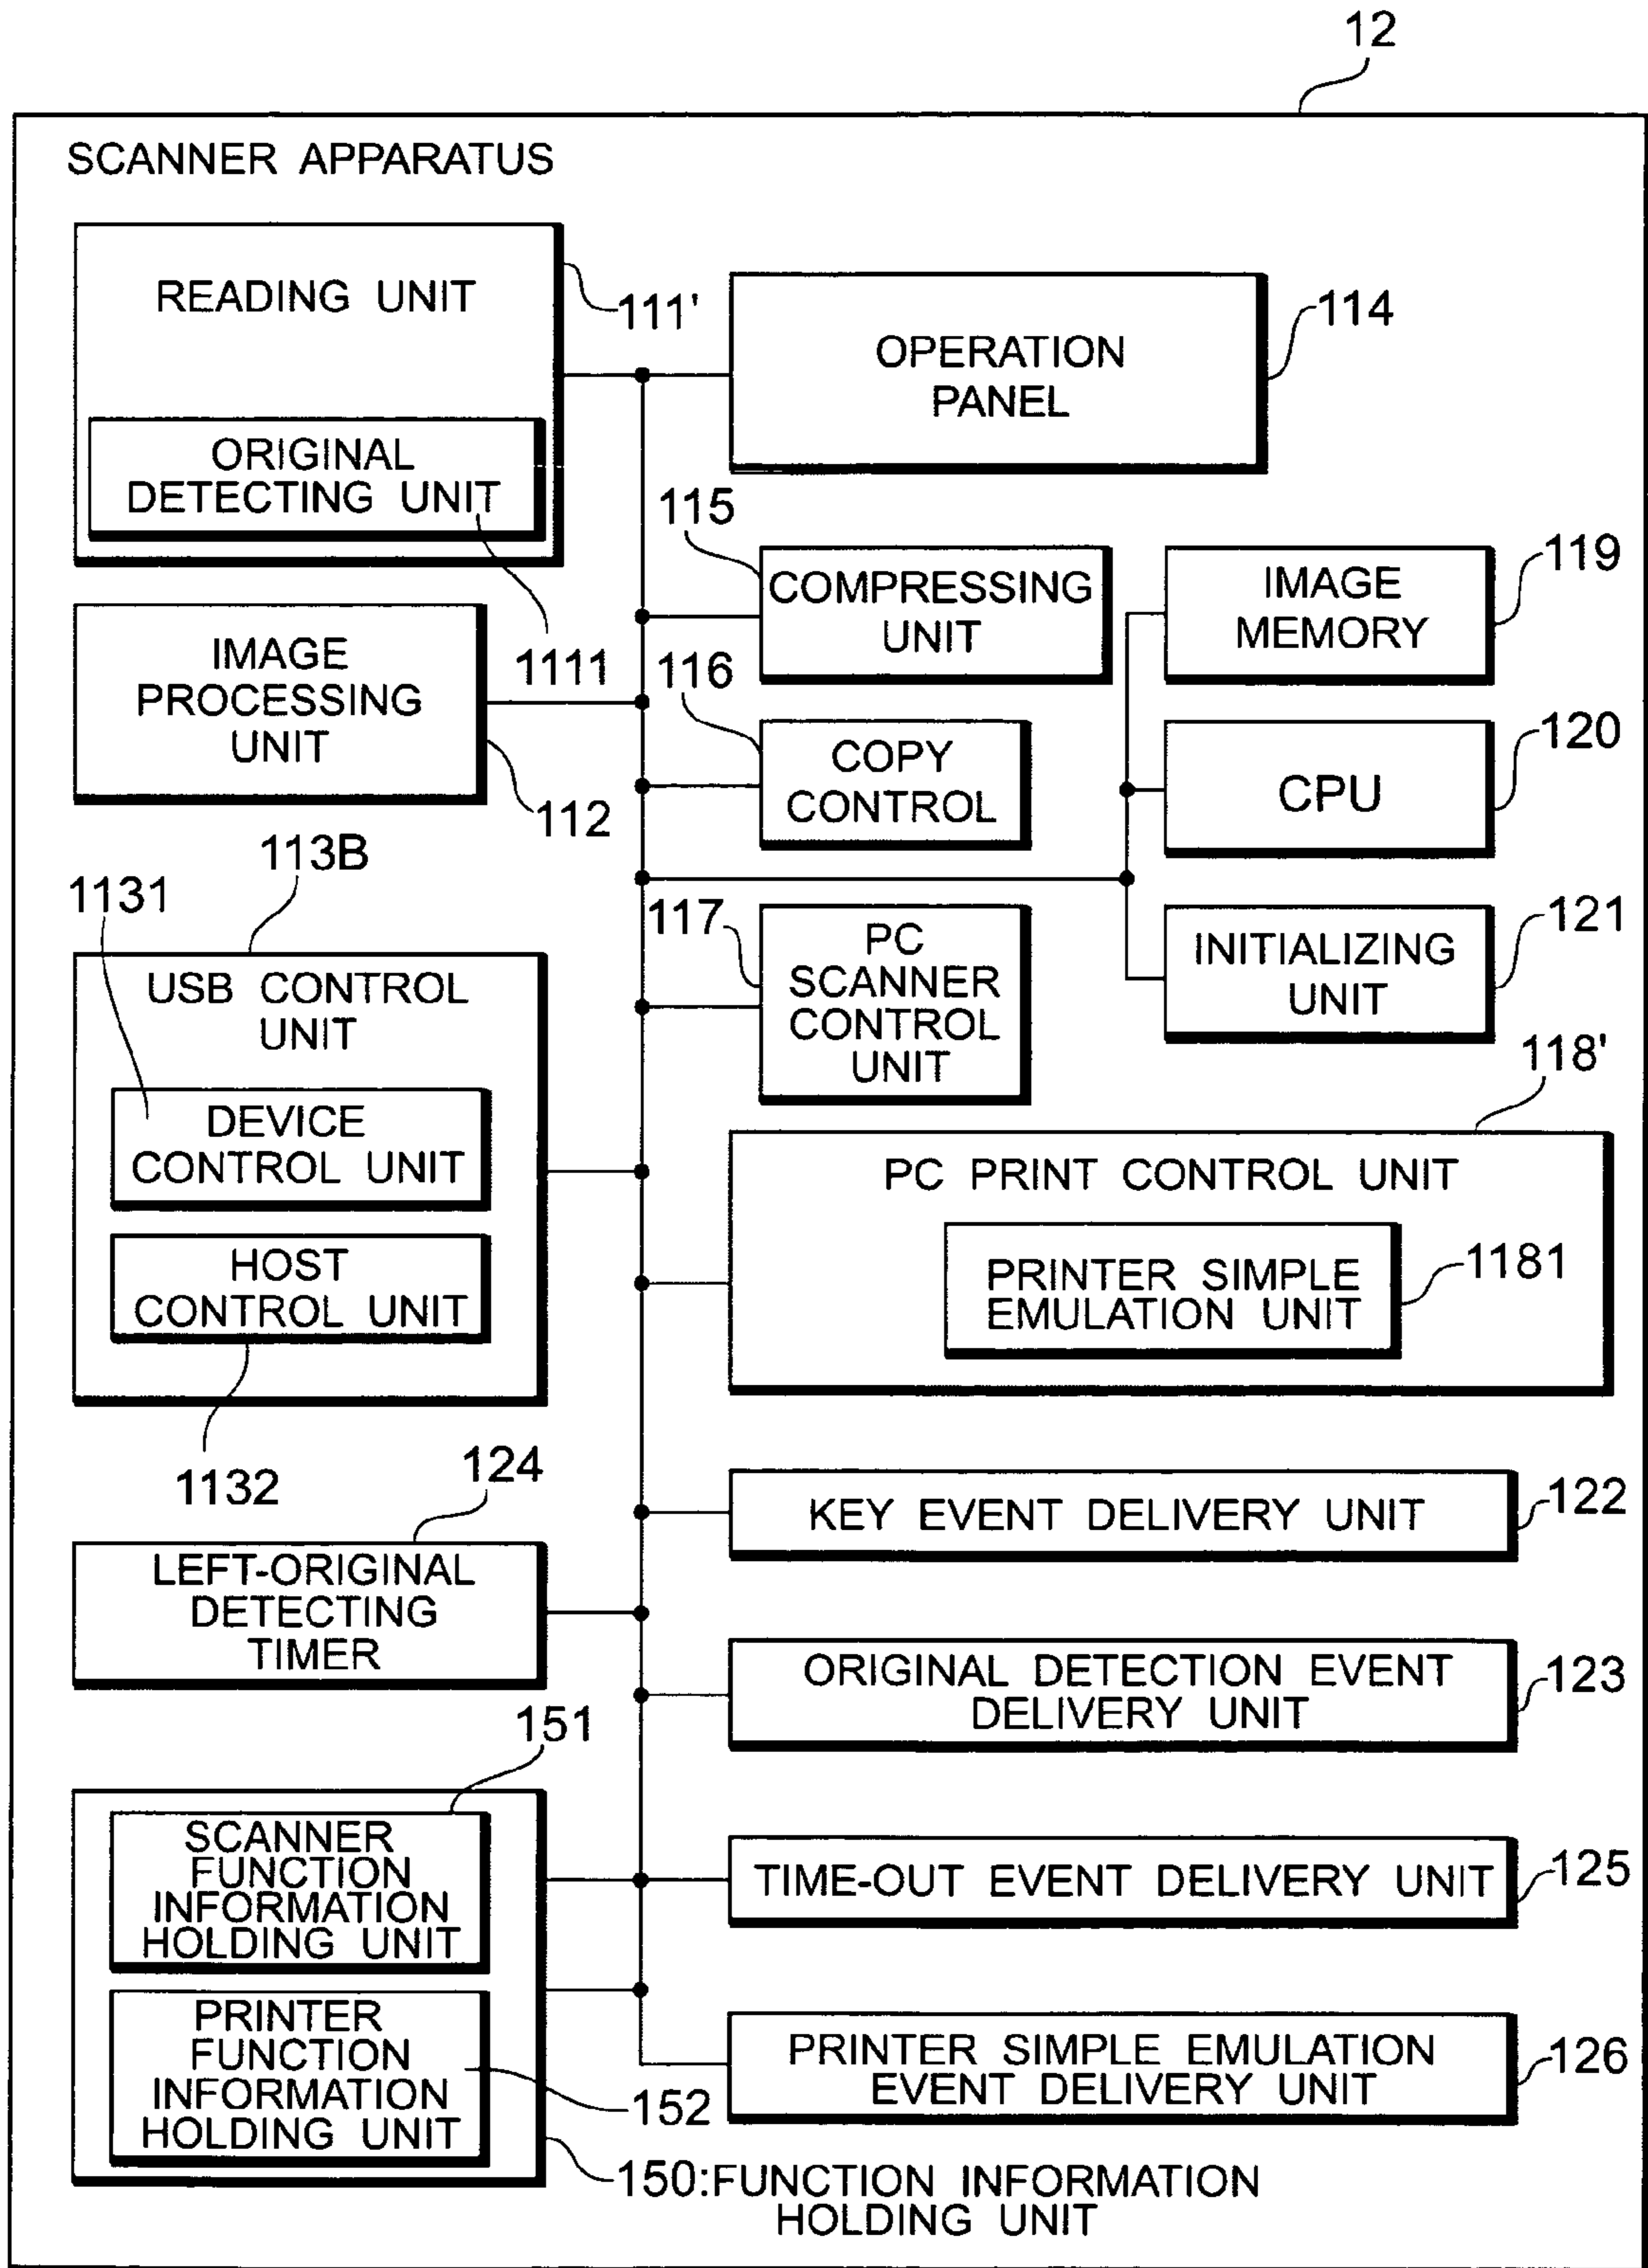 12
SCANNER APPARATUS
READING UNIT
111'
ORIGINAL
DETECTING UNIT
1111
OPERATION
PANEL
114
IMAGE
PROCESSING
UNIT
112
115
COMPRESSING
UNIT
IMAGE
MEMORY
119
116
COPY
CONTROL
CPU
120
113B
1131
USB CONTROL
UNIT
DEVICE
CONTROL UNIT
HOST
CONTROL UNIT
1132
117
PC
SCANNER
CONTROL
UNIT
INITIALIZING
UNIT
121
118'
PC PRINT CONTROL UNIT
PRINTER SIMPLE
EMULATION UNIT
1181
124
LEFT-ORIGINAL
DETECTING
TIMER
KEY EVENT DELIVERY UNIT
122
ORIGINAL DETECTION EVENT
DELIVERY UNIT
123
151
SCANNER
FUNCTION
INFORMATION
HOLDING UNIT
PRINTER
FUNCTION
INFORMATION
HOLDING UNIT
152
TIME-OUT EVENT DELIVERY UNIT
125
PRINTER SIMPLE EMULATION
EVENT DELIVERY UNIT
126
150:FUNCTION INFORMATION
HOLDING UNIT